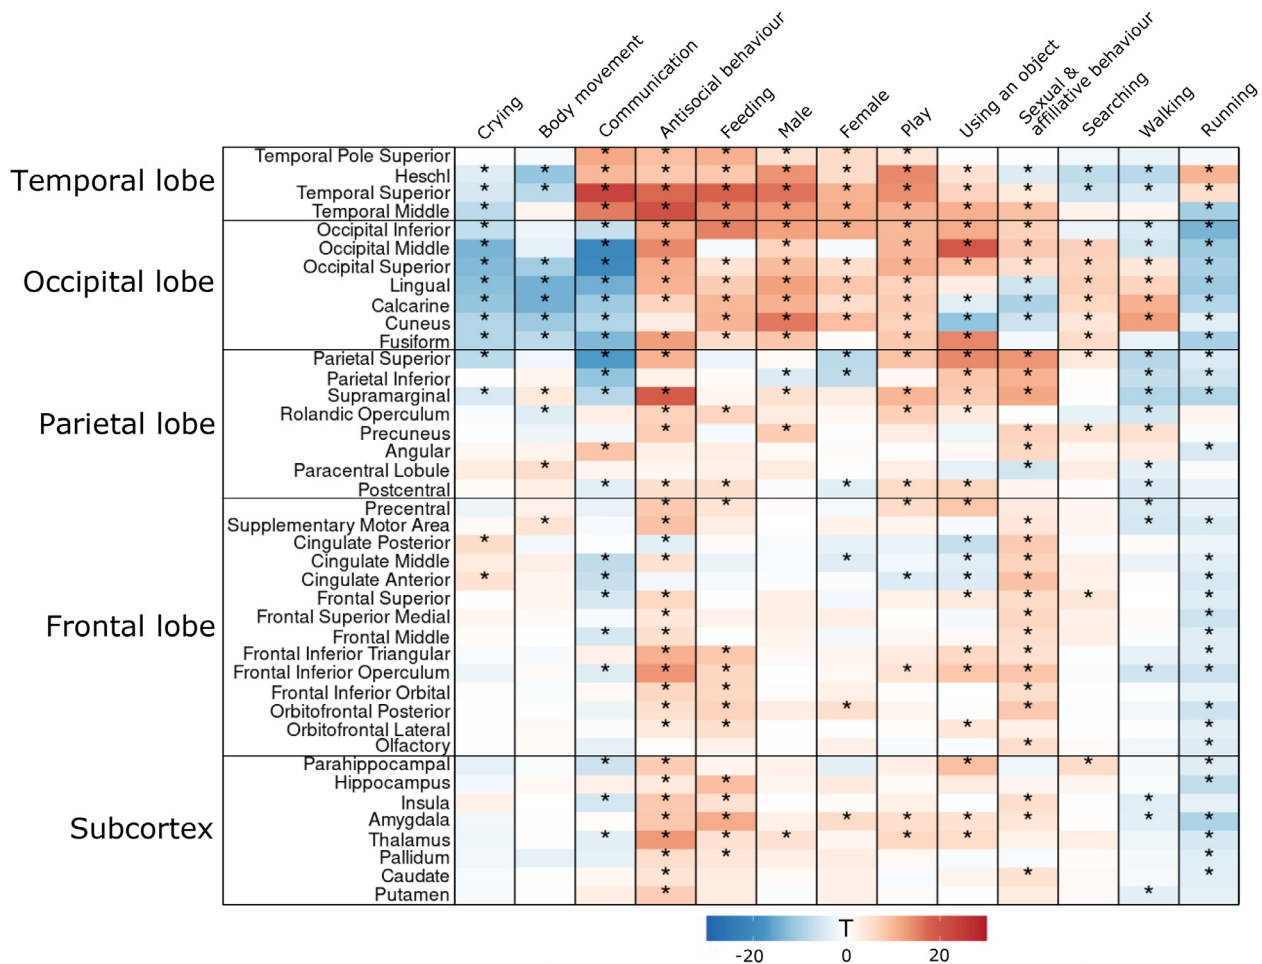 Crying
Body movement
Communication
Antisocial behaviour
Feeding
Male
Female
Play
Using an object
Sexual &
affiliative behaviour
Searching
Walking
Running
Temporal lobe
Temporal Pole Superior
Heschl
Temporal Superior
Temporal Middle
Occipital lobe
Occipital Inferior
Occipital Middle
Occipital Superior
Lingual
Calcarine
Cuneus
Fusiform
Parietal lobe
Parietal Superior
Parietal Inferior
Supramarginal
Rolandic Operculum
Precuneus
Angular
Paracentral Lobule
Postcentral
Frontal lobe
Precentral
Supplementary Motor Area
Cingulate Posterior
Cingulate Middle
Cingulate Anterior
Frontal Superior
Frontal Superior Medial
Frontal Middle
Frontal Inferior Triangular
Frontal Inferior Operculum
Frontal Inferior Orbital
Orbitofrontal Posterior
Orbitofrontal Lateral
Olfactory
Subcortex
Parahippocampal
Hippocampus
Insula
Amygdala
Thalamus
Pallidum
Caudate
Putamen
T
-20 0 20